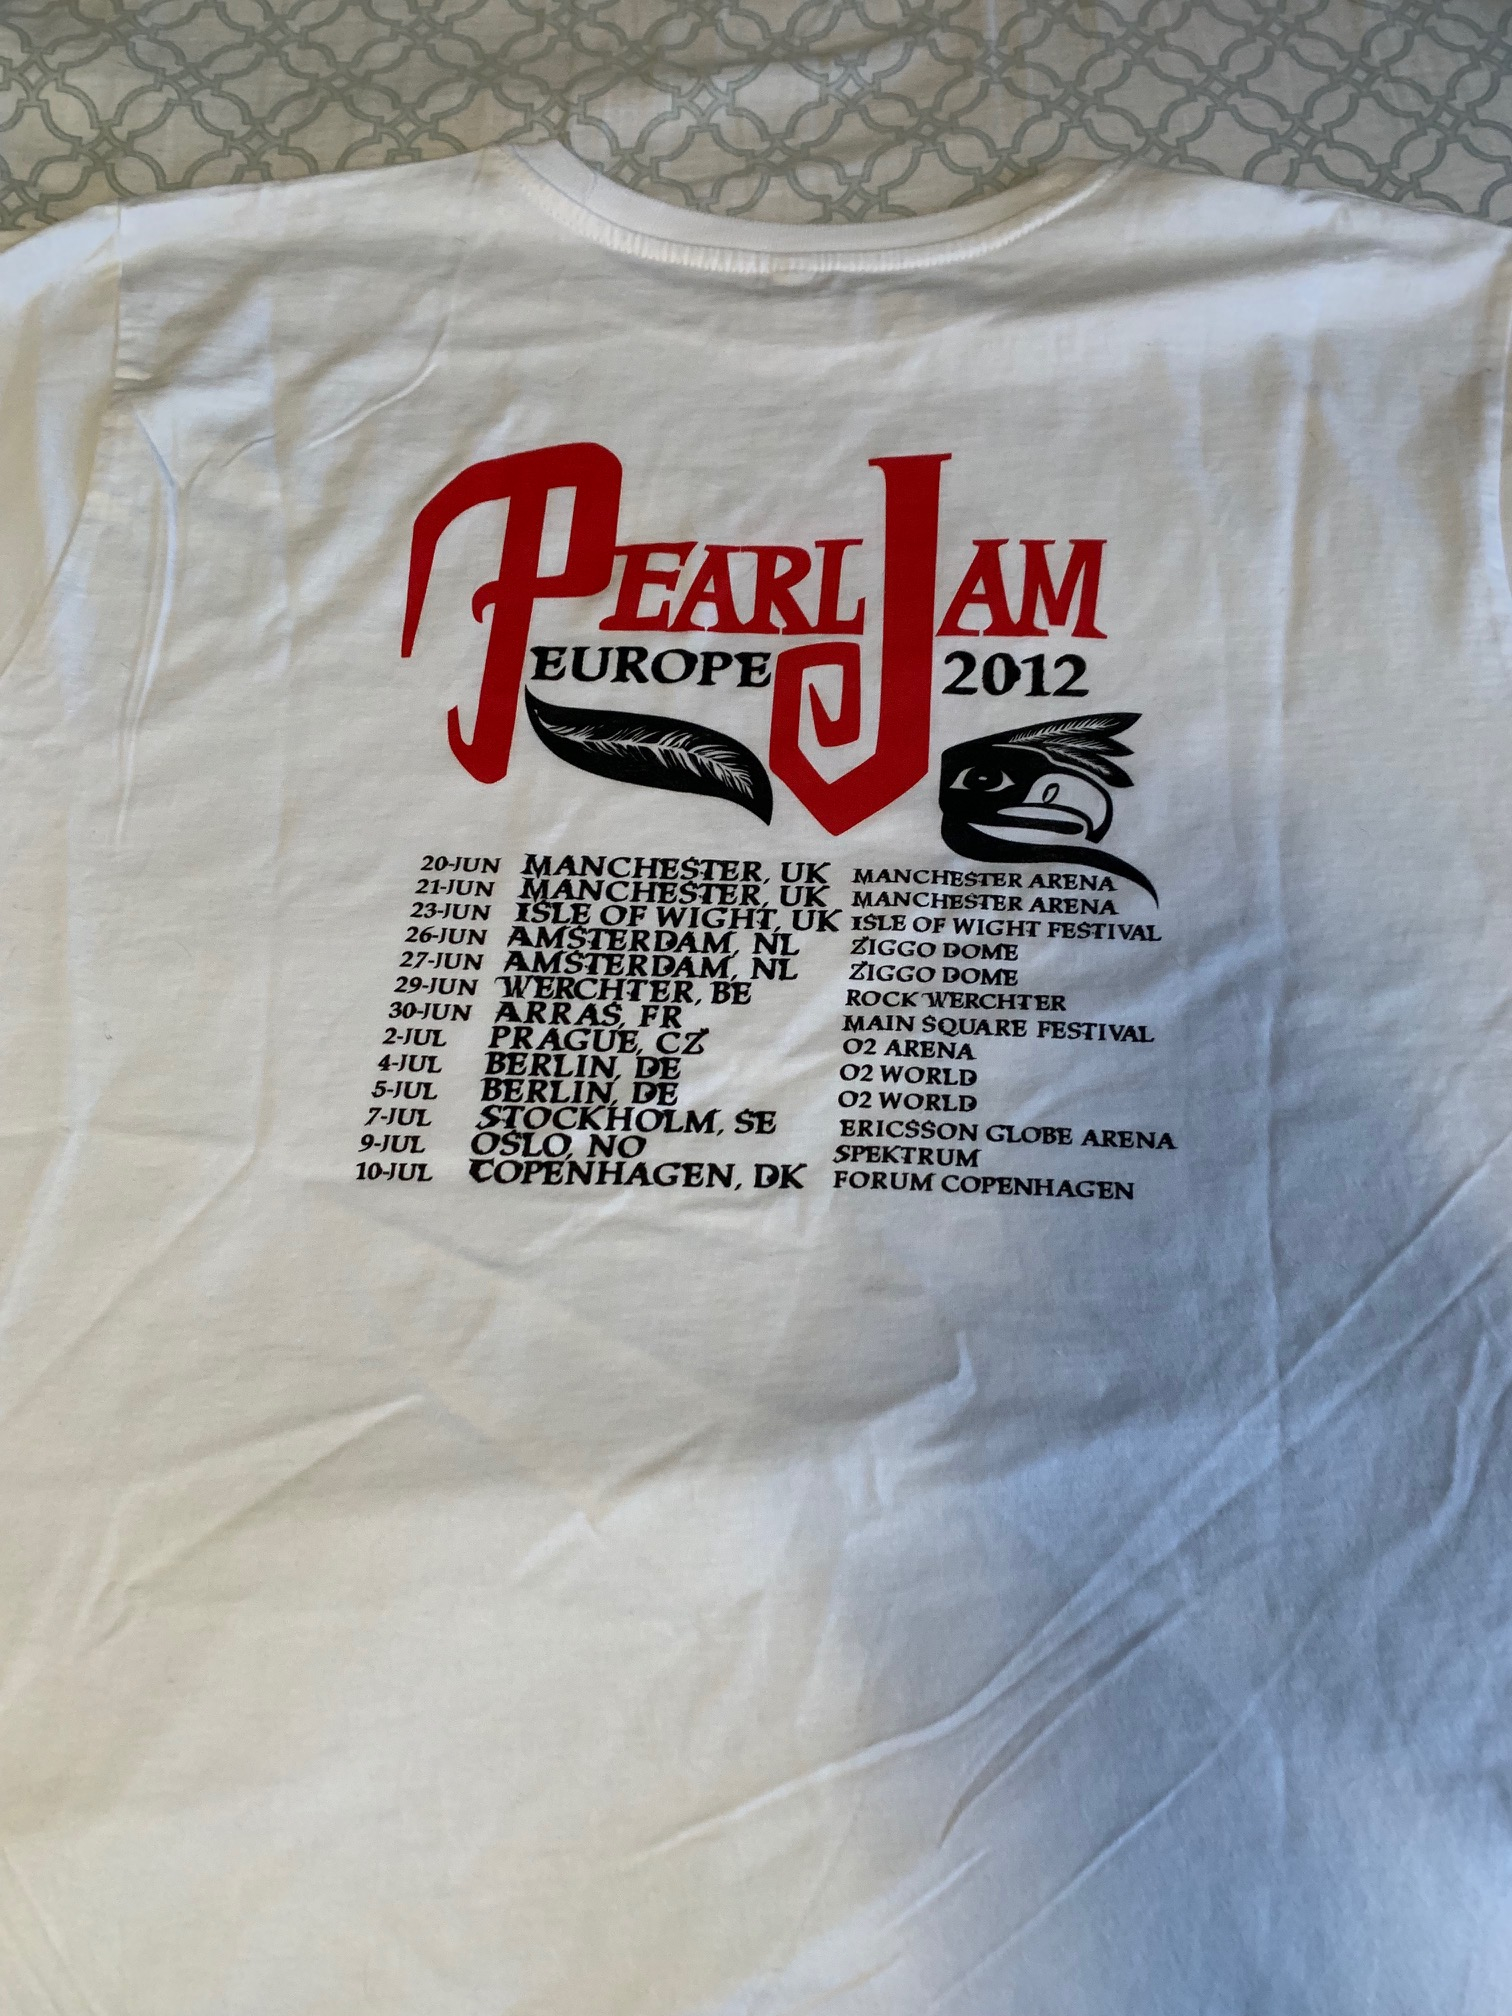 PEARL JAM
EUROPE 2012
20-JUN MANCHESTER, UK MANCHESTER ARENA
21-JUN MANCHESTER, UK MANCHESTER ARENA
23-JUN ISLE OF WIGHT, UK ISLE OF WIGHT FESTIVAL
26-JUN AMSTERDAM, NL ZIGGO DOME
27-JUN AMSTERDAM, NL ZIGGO DOME
29-JUN WERCHTER, BE ROCK WERCHTER
30-JUN ARRAS, FR MAIN SQUARE FESTIVAL
2-JUL PRAGUE, CZ O2 ARENA
4-JUL BERLIN, DE O2 WORLD
5-JUL BERLIN, DE O2 WORLD
7-JUL STOCKHOLM, SE ERICSSON GLOBE ARENA
9-JUL OSLO, NO SPEKTRUM
10-JUL COPENHAGEN, DK FORUM COPENHAGEN